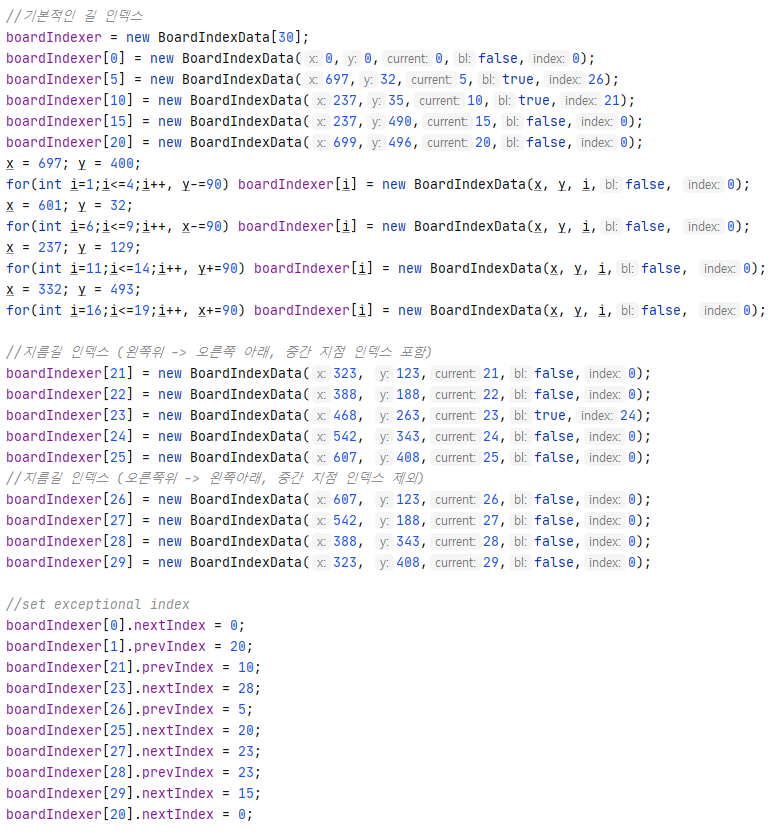 //기본적인 길 인덱스
boardIndexer = new BoardIndexData[30];
boardIndexer[0] = new BoardIndexData( x: 0, y: 0, current: 0, bl: false, index: 0);
boardIndexer[5] = new BoardIndexData( x: 697, y: 32, current: 5, bl: true, index: 26);
boardIndexer[10] = new BoardIndexData( x: 237, y: 35, current: 10, bl: true, index: 21);
boardIndexer[15] = new BoardIndexData( x: 237, y: 490, current: 15, bl: false, index: 0);
boardIndexer[20] = new BoardIndexData( x: 699, y: 496, current: 20, bl: false, index: 0);
x = 697; y = 400;
for(int i=1;i<=4;i++, y-=90) boardIndexer[i] = new BoardIndexData(x, y, i, bl: false, index: 0);
x = 601; y = 32;
for(int i=6;i<=9;i++, x-=90) boardIndexer[i] = new BoardIndexData(x, y, i, bl: false, index: 0);
x = 237; y = 129;
for(int i=11;i<=14;i++, y+=90) boardIndexer[i] = new BoardIndexData(x, y, i, bl: false, index: 0);
x = 332; y = 493;
for(int i=16;i<=19;i++, x+=90) boardIndexer[i] = new BoardIndexData(x, y, i, bl: false, index: 0);
//지름길 인덱스 (왼쪽위 -> 오른쪽 아래, 중간 지점 인덱스 포함)
boardIndexer[21] = new BoardIndexData( x: 323, y: 123, current: 21, bl: false, index: 0);
boardIndexer[22] = new BoardIndexData( x: 388, y: 188, current: 22, bl: false, index: 0);
boardIndexer[23] = new BoardIndexData( x: 468, y: 263, current: 23, bl: true, index: 24);
boardIndexer[24] = new BoardIndexData( x: 542, y: 343, current: 24, bl: false, index: 0);
boardIndexer[25] = new BoardIndexData( x: 607, y: 408, current: 25, bl: false, index: 0);
//지름길 인덱스 (오른쪽위 -> 왼쪽아래, 중간 지점 인덱스 제외)
boardIndexer[26] = new BoardIndexData( x: 607, y: 123, current: 26, bl: false, index: 0);
boardIndexer[27] = new BoardIndexData( x: 542, y: 188, current: 27, bl: false, index: 0);
boardIndexer[28] = new BoardIndexData( x: 388, y: 343, current: 28, bl: false, index: 0);
boardIndexer[29] = new BoardIndexData( x: 323, y: 408, current: 29, bl: false, index: 0);
//set exceptional index
boardIndexer[0].nextIndex = 0;
boardIndexer[1].prevIndex = 20;
boardIndexer[21].prevIndex = 10;
boardIndexer[23].nextIndex = 28;
boardIndexer[26].prevIndex = 5;
boardIndexer[25].nextIndex = 20;
boardIndexer[27].nextIndex = 23;
boardIndexer[28].prevIndex = 23;
boardIndexer[29].nextIndex = 15;
boardIndexer[20].nextIndex = 0;